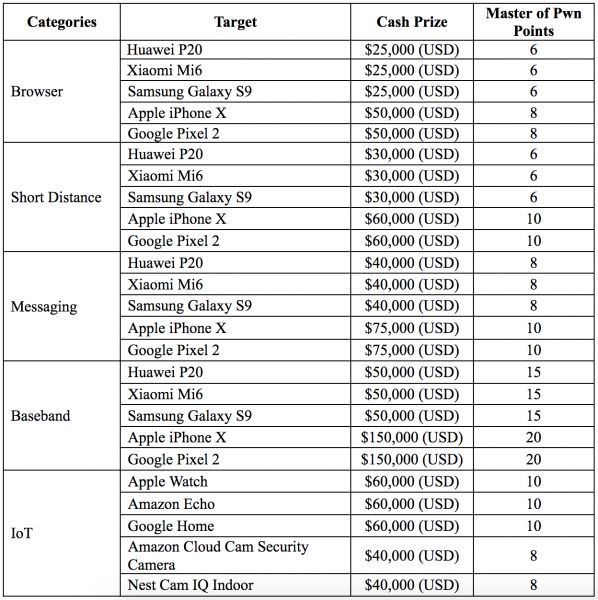 Categories Target Cash Prize Master of Pwn
Points
Browser
Huawei P20 $25,000 (USD) 6
Xiaomi Mi6 $25,000 (USD) 6
Samsung Galaxy S9 $25,000 (USD) 6
Apple iPhone X $50,000 (USD) 8
Google Pixel 2 $50,000 (USD) 8
Short Distance
Huawei P20 $30,000 (USD) 6
Xiaomi Mi6 $30,000 (USD) 6
Samsung Galaxy S9 $30,000 (USD) 6
Apple iPhone X $60,000 (USD) 10
Google Pixel 2 $60,000 (USD) 10
Messaging
Huawei P20 $40,000 (USD) 8
Xiaomi Mi6 $40,000 (USD) 8
Samsung Galaxy S9 $40,000 (USD) 8
Apple iPhone X $75,000 (USD) 10
Google Pixel 2 $75,000 (USD) 10
Baseband
Huawei P20 $50,000 (USD) 15
Xiaomi Mi6 $50,000 (USD) 15
Samsung Galaxy S9 $50,000 (USD) 15
Apple iPhone X $150,000 (USD) 20
Google Pixel 2 $150,000 (USD) 20
IoT
Apple Watch $60,000 (USD) 10
Amazon Echo $60,000 (USD) 10
Google Home $60,000 (USD) 10
Amazon Cloud Cam Security
Camera $40,000 (USD) 8
Nest Cam IQ Indoor $40,000 (USD) 8